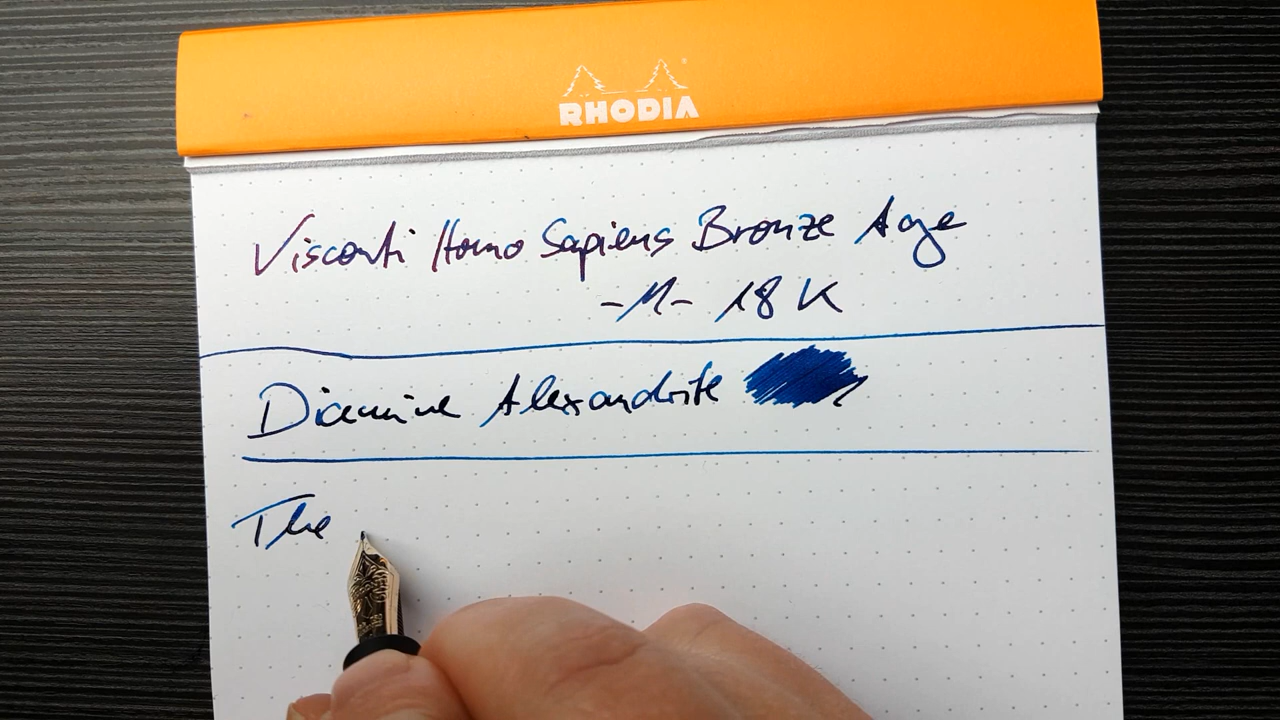 RHODIA
Visconti Homo Sapiens Bronze Age
-M- 18 K
Diamine Alexandrite
The